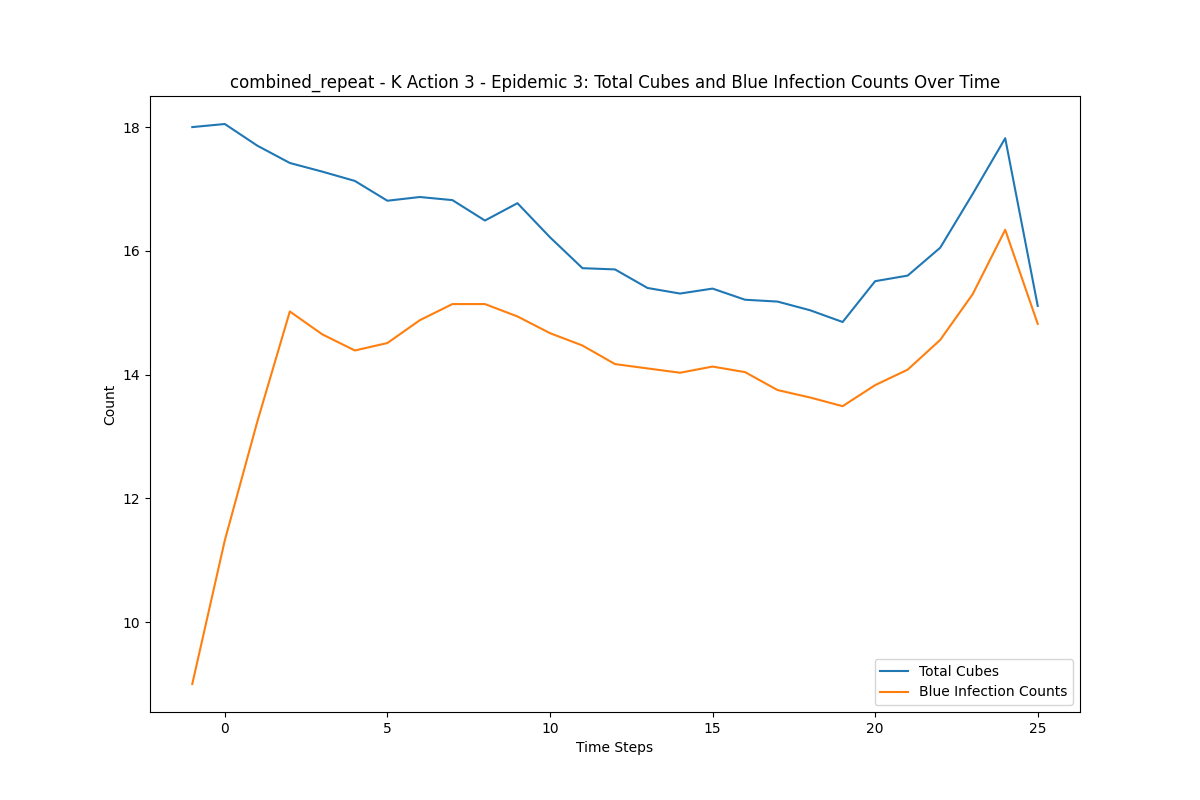 combined_repeat - K Action 3 - Epidemic 3: Total Cubes and Blue Infection Counts Over Time
18
16
14
12
10
Count
0 5 10 15 20 25
Time Steps
Total Cubes
Blue Infection Counts